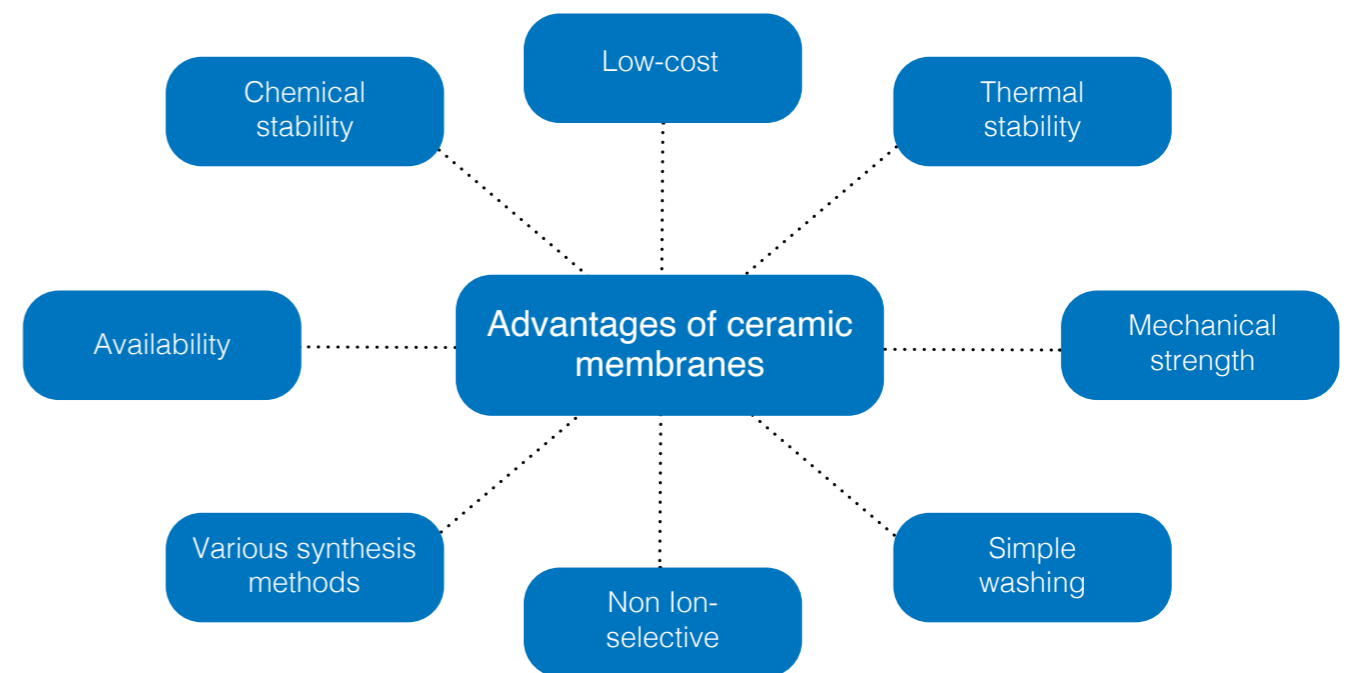 Low-cost
Chemical
stability
Thermal
stability
Advantages of ceramic
membranes
Availability
Mechanical
strength
Various synthesis
methods
Simple
washing
Non Ion-
selective